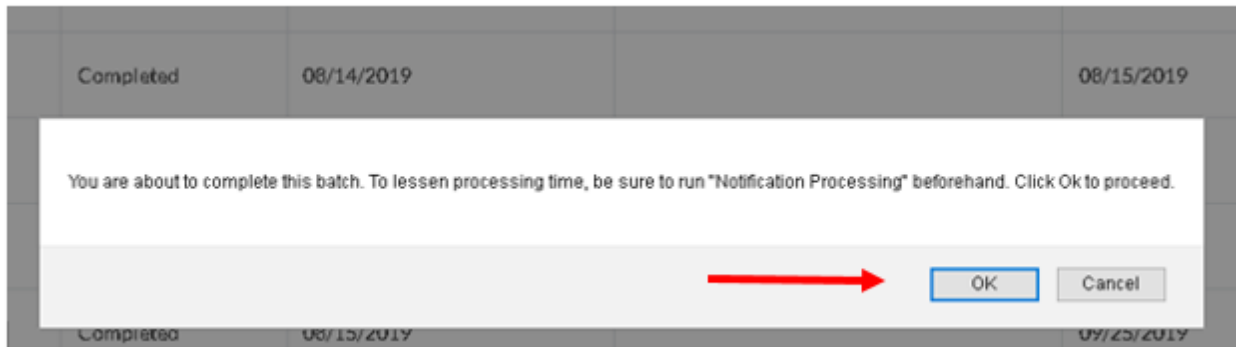 Completed 08/14/2019 08/15/2019
You are about to complete this batch. To lessen processing time, be sure to run "Notification Processing" beforehand. Click Ok to proceed.
OK Cancel
Completed 08/15/2019 09/25/2019